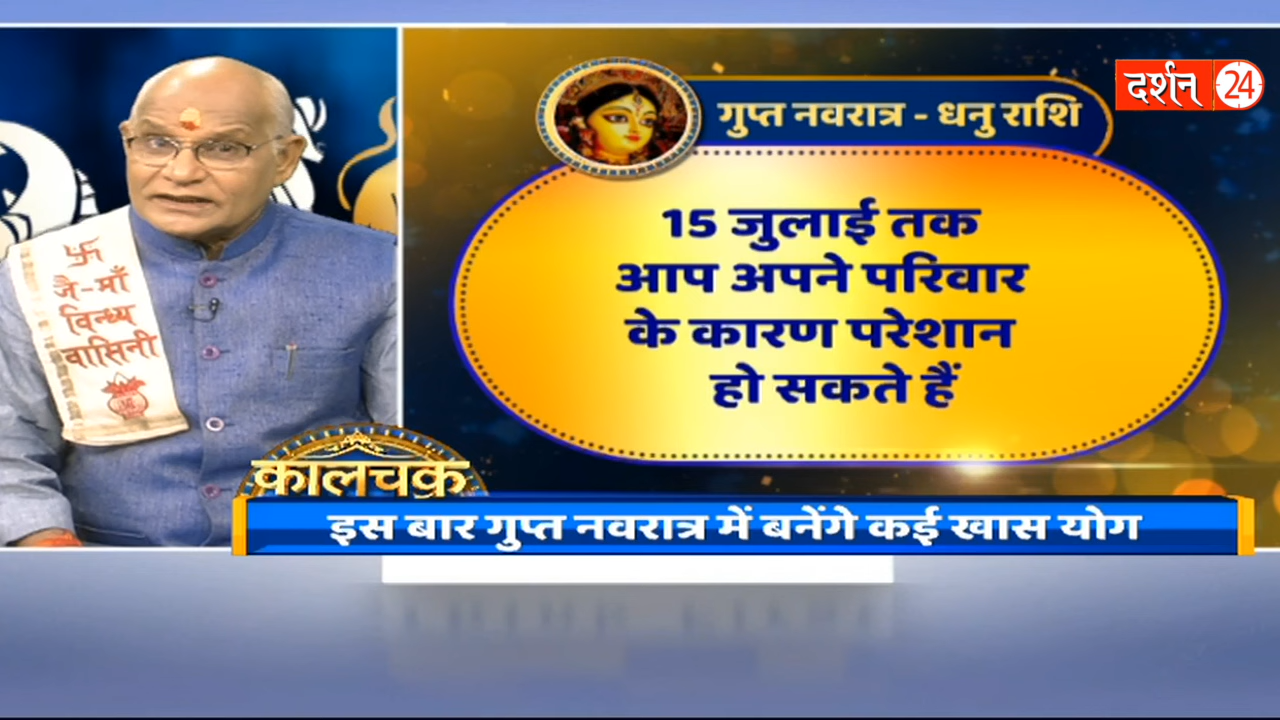 दर्शन 24
गुप्त नवरात्र - धनु राशि
15 जुलाई तक
आप अपने परिवार
के कारण परेशान
हो सकते हैं
जै-माँ
विन्ध्य
वासिनी
कालचक्र
इस बार गुप्त नवरात्र में बनेंगे कई खास योग